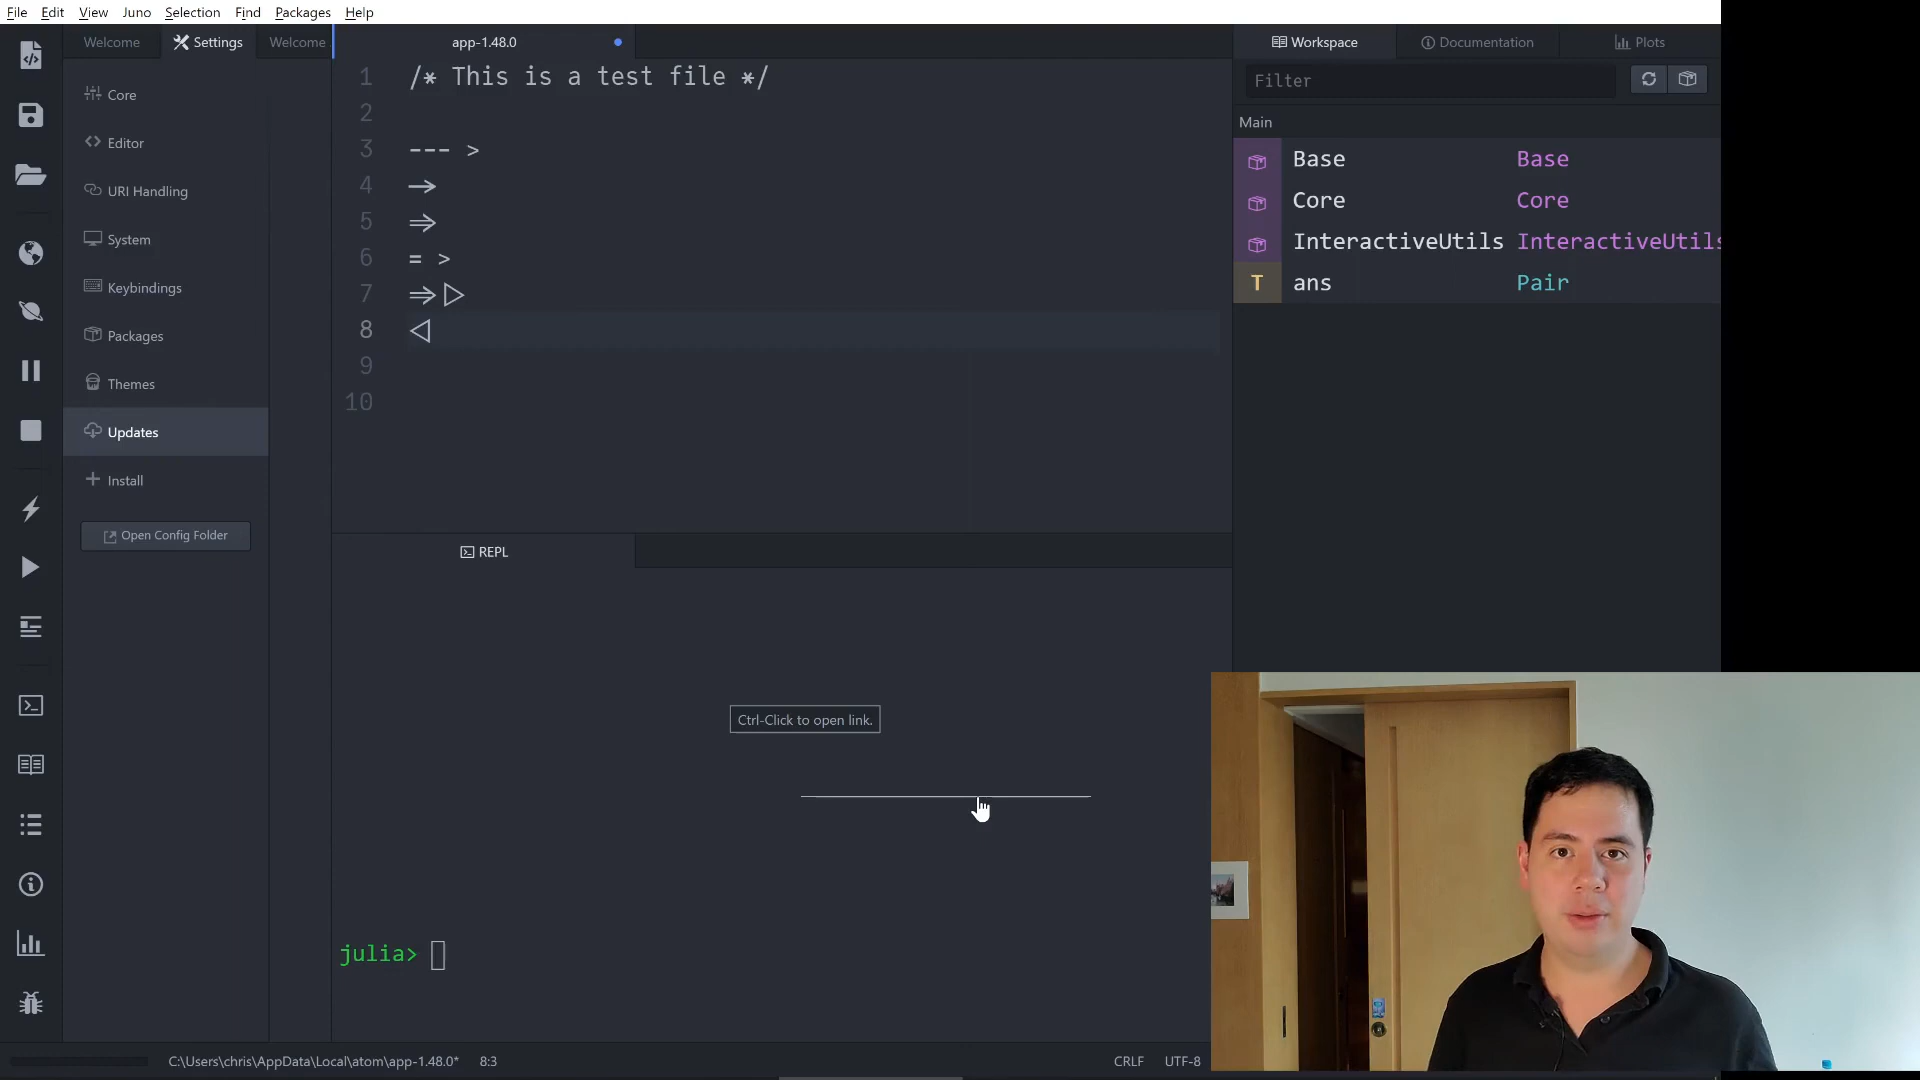 File Edit View Juno Selection Find Packages Help
Welcome
Settings
Welcome
Core
Editor
URI Handling
System
Keybindings
Packages
Themes
Updates
Install
Open Config Folder
app-1.48.0
1 /* This is a test file */
2
3 --- >
4 →
5 ⇒
6 = >
7 ⇒▷
8 ◁
9
10
REPL
Ctrl-Click to open link.
julia>
Workspace
Documentation
Plots
Filter
Main
Base Base
Core Core
InteractiveUtils InteractiveUtils
T ans Pair
C:\Users\chris\AppData\Local\atom\app-1.48.0* 8:3
CRLF UTF-8